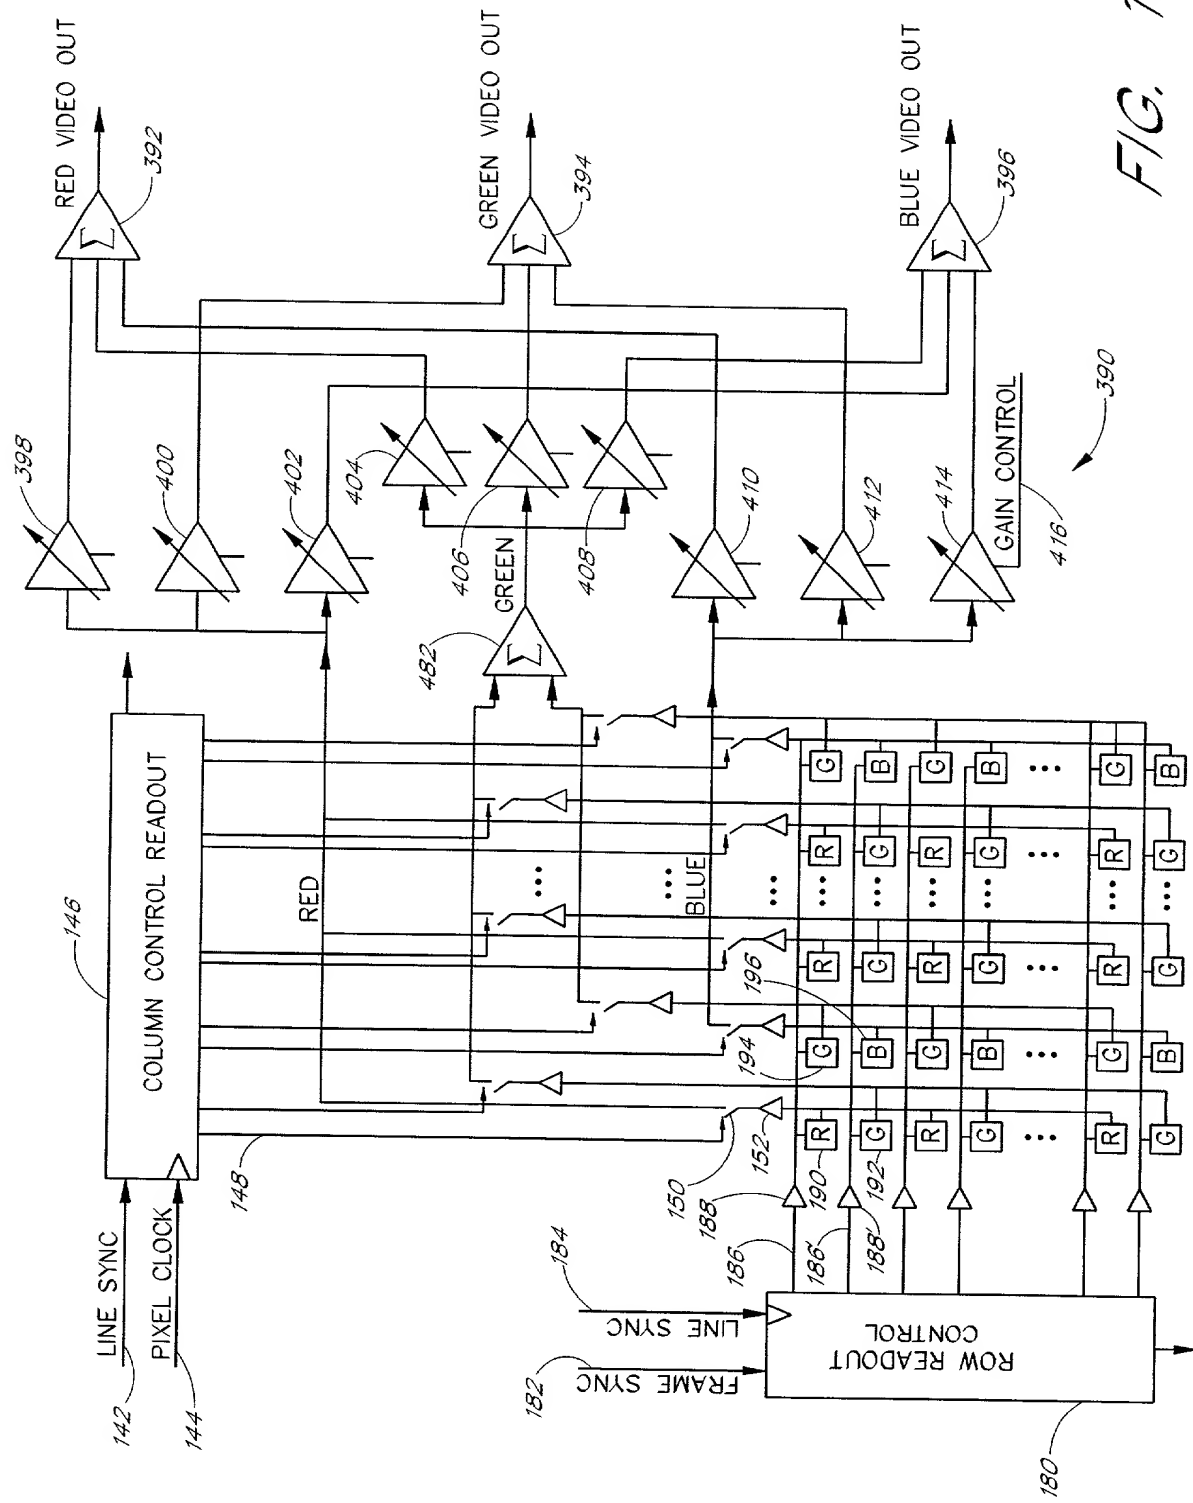 LINE SYNC
142
PIXEL CLOCK
144
146
COLUMN CONTROL READOUT
148
RED
398
400
402
RED VIDEO OUT
392
482
GREEN
404
406
408
GREEN VIDEO OUT
394
•••
•••
BLUE
410
412
414
GAIN CONTROL
416
BLUE VIDEO OUT
396
390
182
FRAME SYNC
184
LINE SYNC
ROW READOUT
CONTROL
180
186
188
186'
188'
150
152
190
192
194
196
•••
R G R ••• R G
G B G ••• G B
R G R ••• R G
G B G ••• G B
••• ••• ••• ••• •••
R G R ••• R G
G B G ••• G B
FIG.